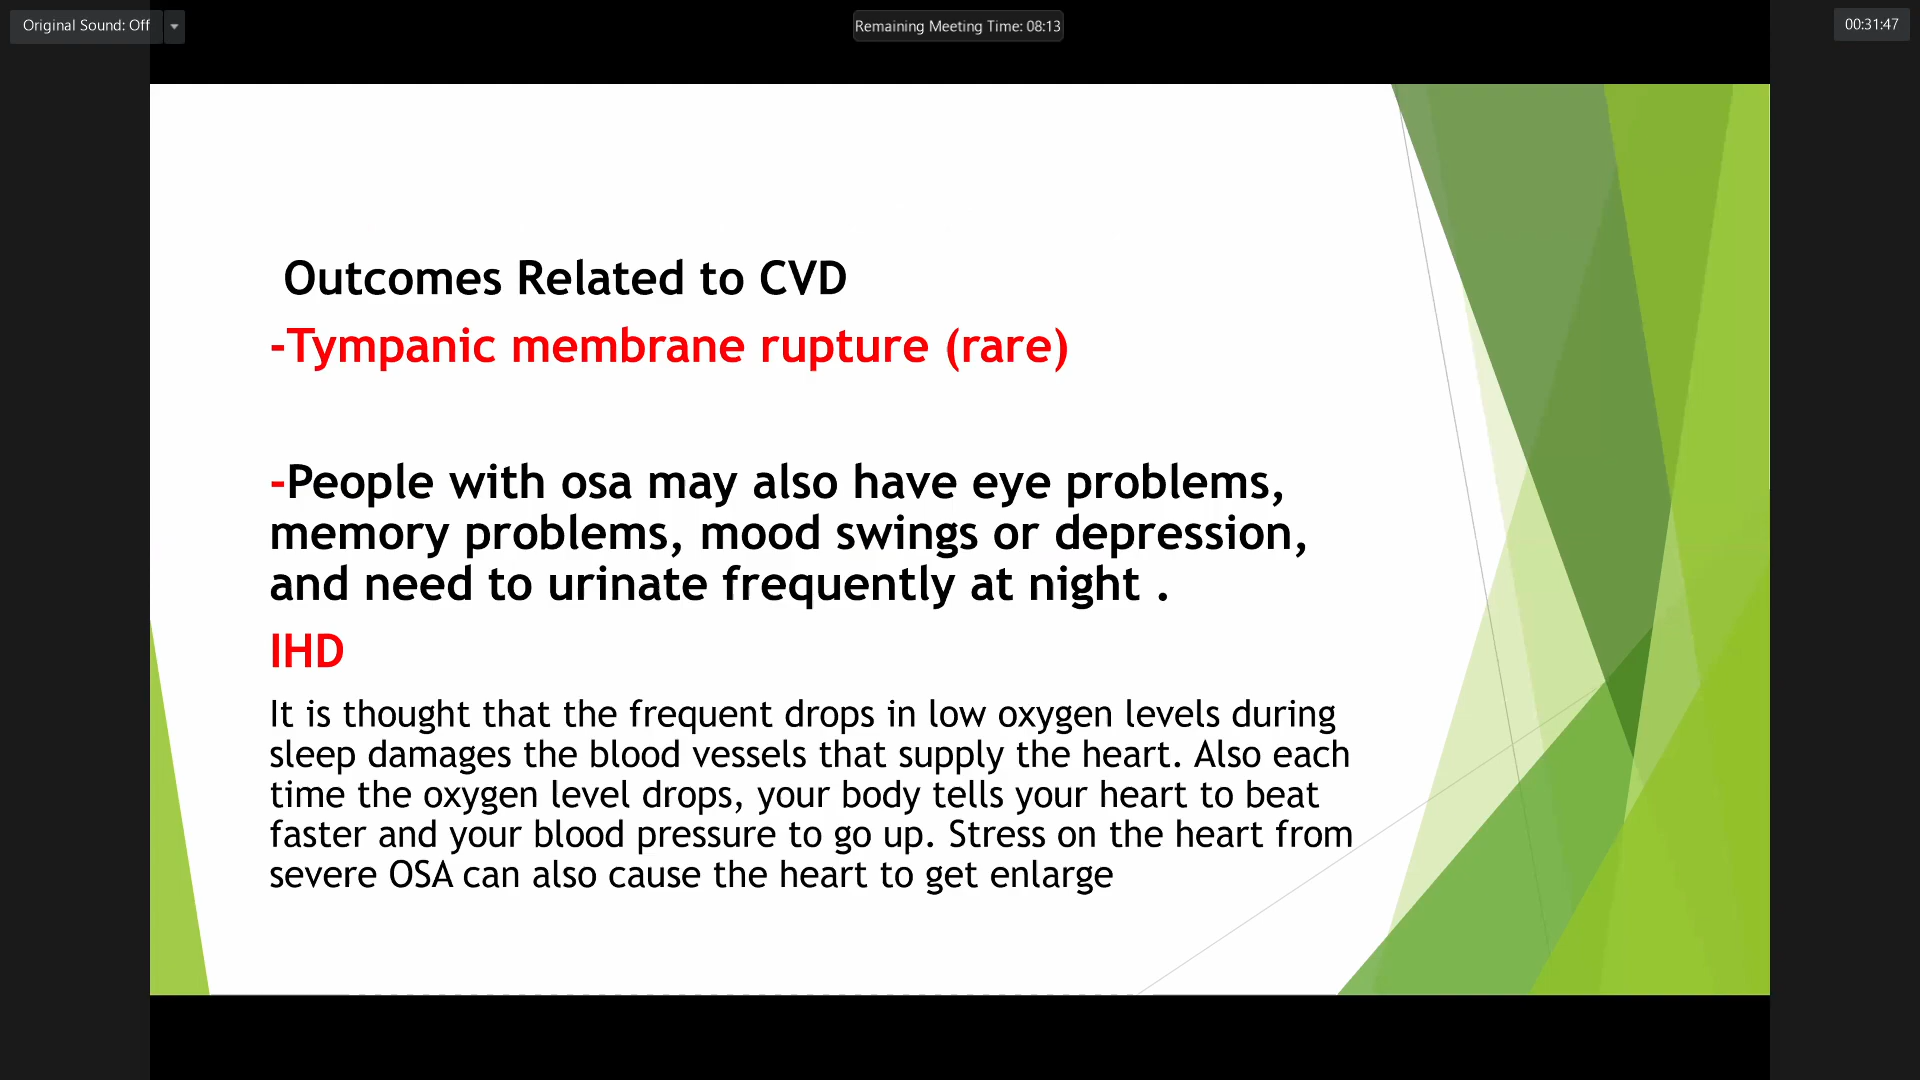 Original Sound: Off
Remaining Meeting Time: 08:13
00:31:47
Outcomes Related to CVD
-Tympanic membrane rupture (rare)
-People with osa may also have eye problems,
memory problems, mood swings or depression,
and need to urinate frequently at night .
IHD
It is thought that the frequent drops in low oxygen levels during
sleep damages the blood vessels that supply the heart. Also each
time the oxygen level drops, your body tells your heart to beat
faster and your blood pressure to go up. Stress on the heart from
severe OSA can also cause the heart to get enlarge